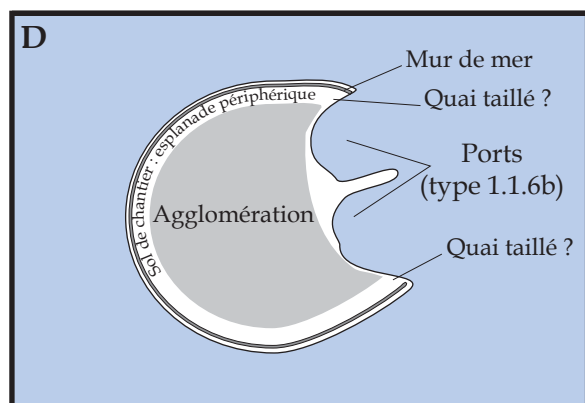 D
Mur de mer
Quai taillé ?
Ports
(type 1.1.6b)
Sol de chantier : esplanade périphérique
Agglomération
Quai taillé ?